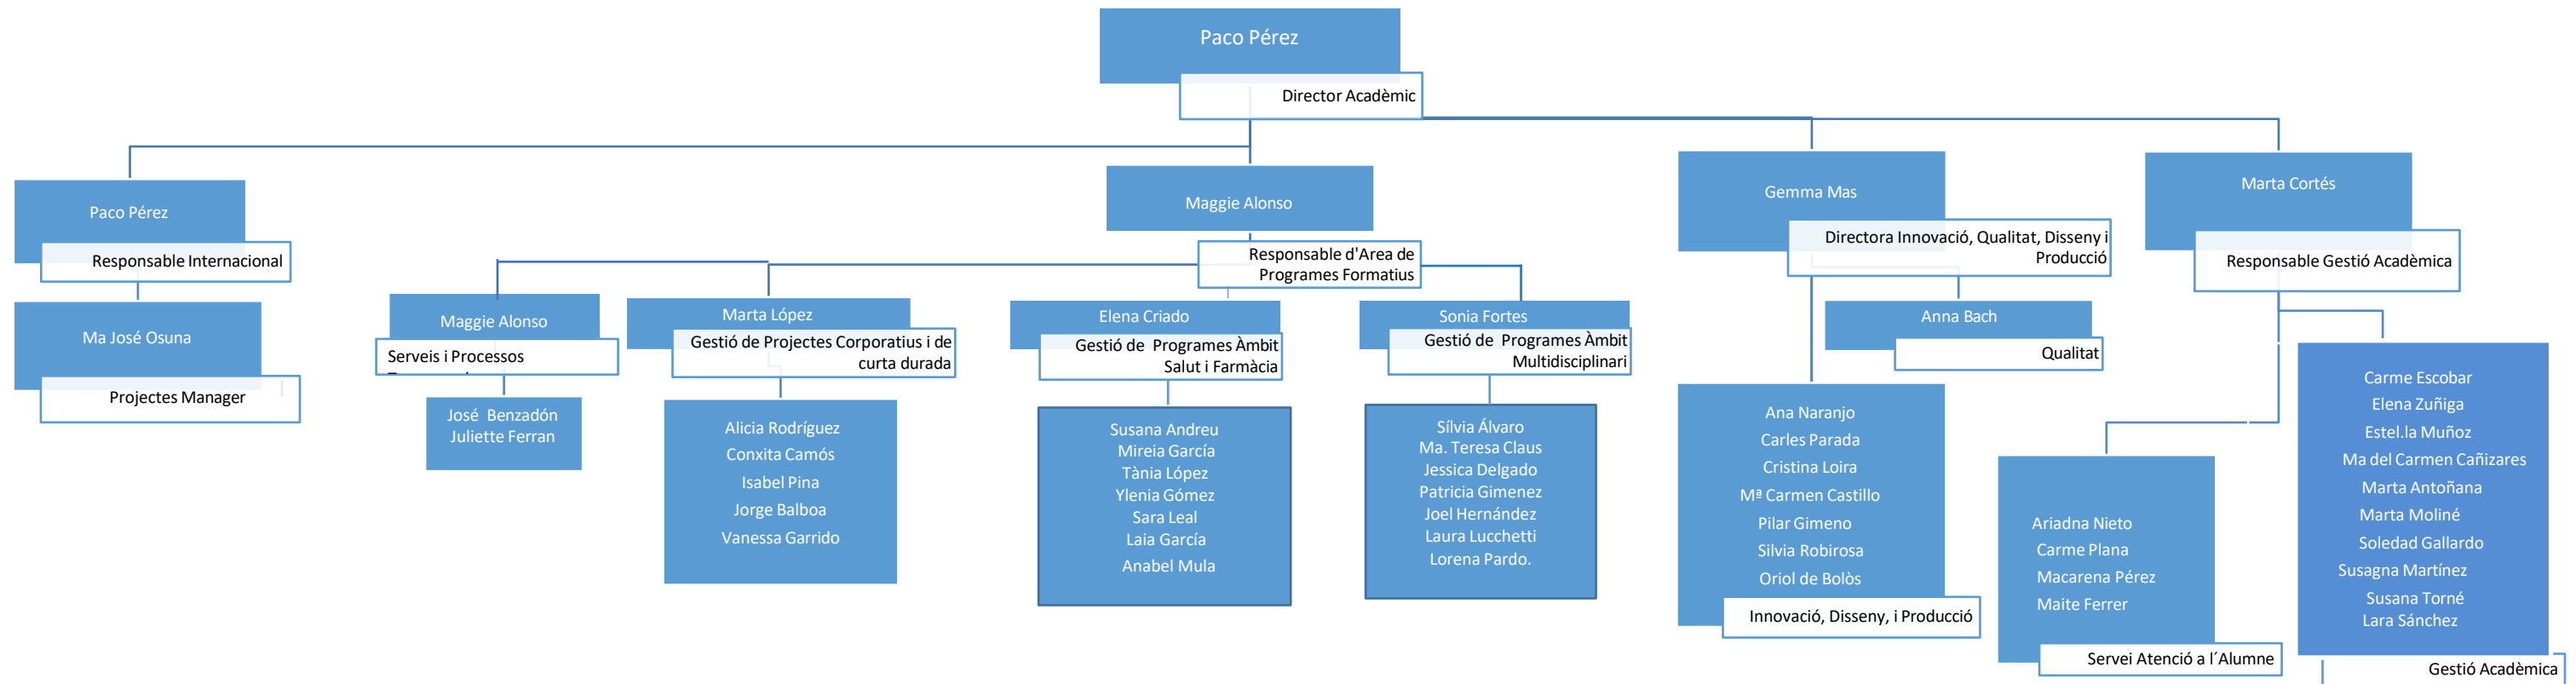 Paco Pérez
Director Acadèmic
Paco Pérez
Responsable Internacional
Ma José Osuna
Projectes Manager
Maggie Alonso
Responsable d'Area de
Programes Formatius
Maggie Alonso
Serveis i Processos
José Benzadón
Juliette Ferran
Marta López
Gestió de Projectes Corporatius i de
curta durada
Alicia Rodríguez
Conxita Camós
Isabel Pina
Jorge Balboa
Vanessa Garrido
Elena Criado
Gestió de Programes Àmbit
Salut i Farmàcia
Susana Andreu
Mireia García
Tània López
Ylenia Gómez
Sara Leal
Laia García
Anabel Mula
Sonia Fortes
Gestió de Programes Àmbit
Multidisciplinari
Sílvia Álvaro
Ma. Teresa Claus
Jessica Delgado
Patricia Gimenez
Joel Hernández
Laura Lucchetti
Lorena Pardo.
Gemma Mas
Directora Innovació, Qualitat, Disseny i
Producció
Anna Bach
Qualitat
Ana Naranjo
Carles Parada
Cristina Loira
Mª Carmen Castillo
Pilar Gimeno
Silvia Robirosa
Oriol de Bolòs
Innovació, Disseny, i Producció
Marta Cortés
Responsable Gestió Acadèmica
Ariadna Nieto
Carme Plana
Macarena Pérez
Maite Ferrer
Servei Atenció a l´Alumne
Carme Escobar
Elena Zuñiga
Estel.la Muñoz
Ma del Carmen Cañizares
Marta Antoñana
Marta Moliné
Soledad Gallardo
Susagna Martínez
Susana Torné
Lara Sánchez
Gestió Acadèmica